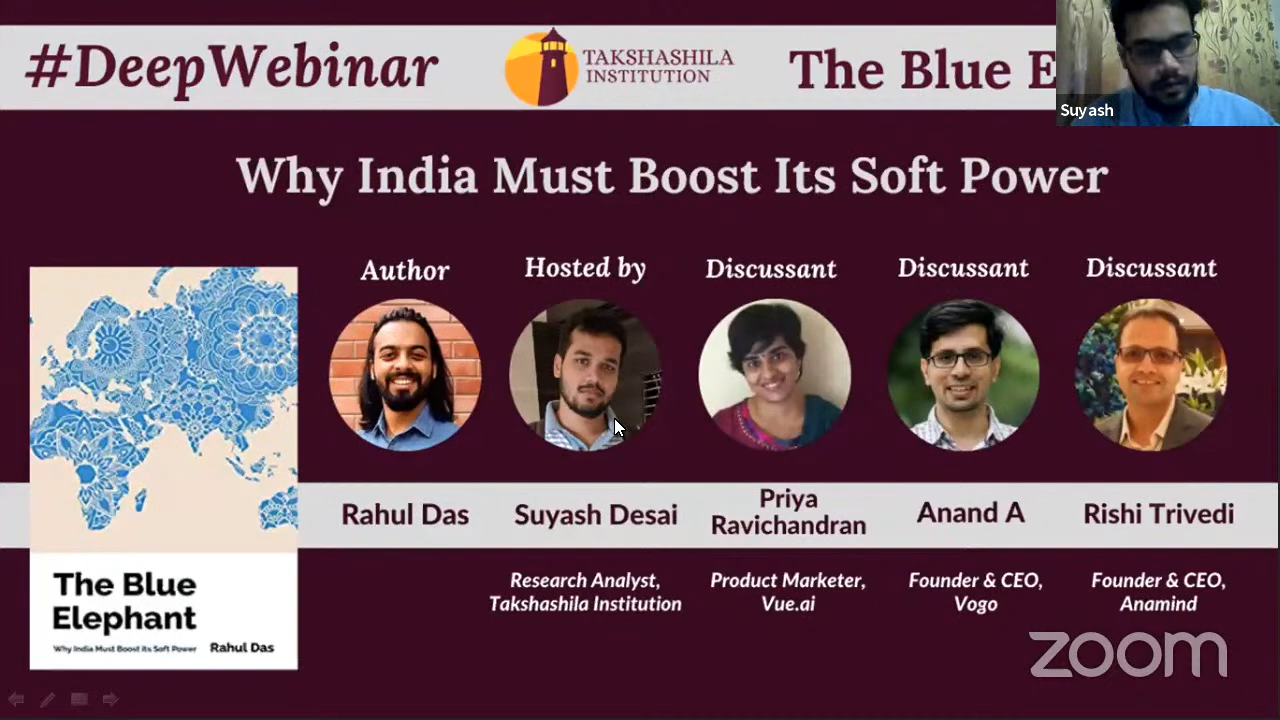 #DeepWebinar
TAKSHASHILA
INSTITUTION
The Blue E
Suyash
Why India Must Boost Its Soft Power
Author
Hosted by
Discussant
Discussant
Discussant
Rahul Das
Suyash Desai
Priya
Ravichandran
Anand A
Rishi Trivedi
Research Analyst,
Takshashila Institution
Product Marketer,
Vue.ai
Founder & CEO,
Vogo
Founder & CEO,
Anamind
The Blue
Elephant
Why India Must Boost its Soft Power
Rahul Das
zoom